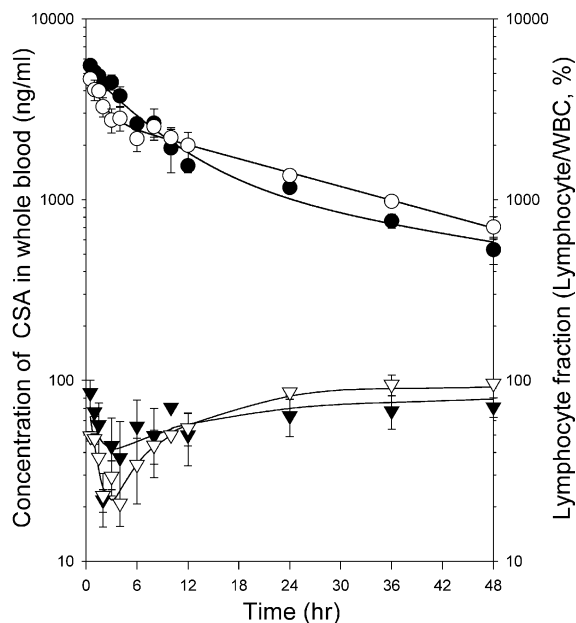 Concentration of CSA in whole blood (ng/ml)
10000
1000
100
10
0 6 12 18 24 30 36 42 48
Time (hr)
10000
1000
100
10
Lymphocyte fraction (Lymphocyte/WBC, %)